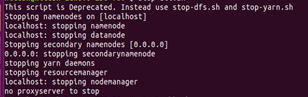 This script is Deprecated. Instead use stop-dfs.sh and stop-yarn.sh
Stopping namenodes on [localhost]
localhost: stopping namenode
localhost: stopping datanode
Stopping secondary namenodes [0.0.0.0]
0.0.0.0: stopping secondarynamenode
stopping yarn daemons
stopping resourcemanager
localhost: stopping nodemanager
no proxyserver to stop